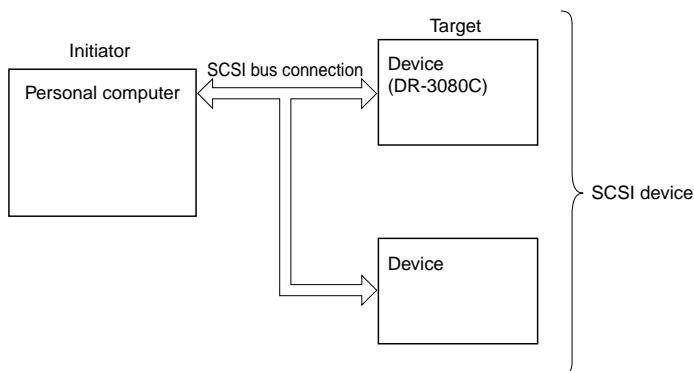 Initiator
Personal computer
SCSI bus connection
Target
Device
(DR-3080C)
Device
SCSI device